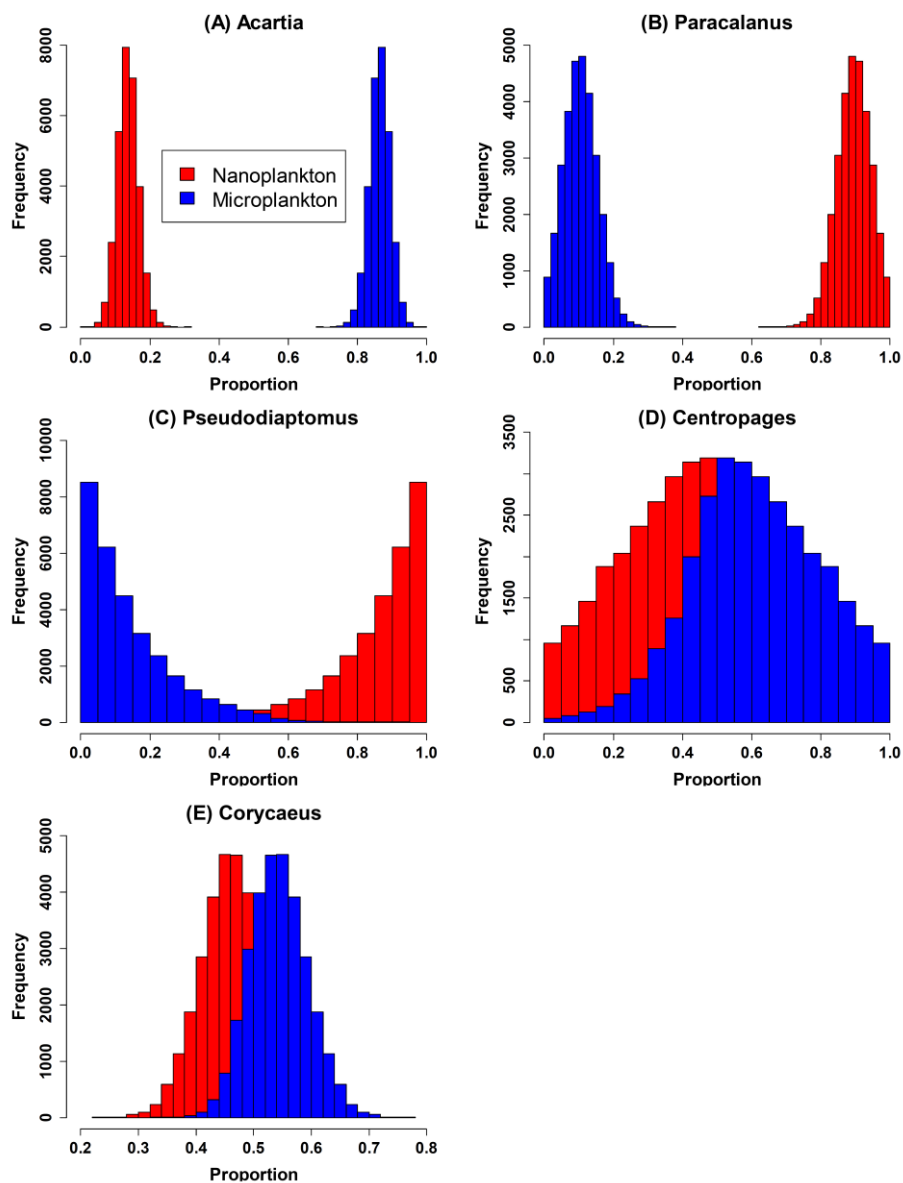 (A) Acartia
Frequency
0 2000 4000 6000 8000
Nanoplankton
Microplankton
0.0 0.2 0.4 0.6 0.8 1.0
Proportion
(B) Paracalanus
Frequency
0 1000 2000 3000 4000 5000
0.0 0.2 0.4 0.6 0.8 1.0
Proportion
(C) Pseudodiaptomus
Frequency
0 2000 4000 6000 8000 10000
0.0 0.2 0.4 0.6 0.8 1.0
Proportion
(D) Centropages
Frequency
0 500 1500 2500 3500
0.0 0.2 0.4 0.6 0.8 1.0
Proportion
(E) Corycaeus
Frequency
0 1000 2000 3000 4000 5000
0.2 0.3 0.4 0.5 0.6 0.7 0.8
Proportion